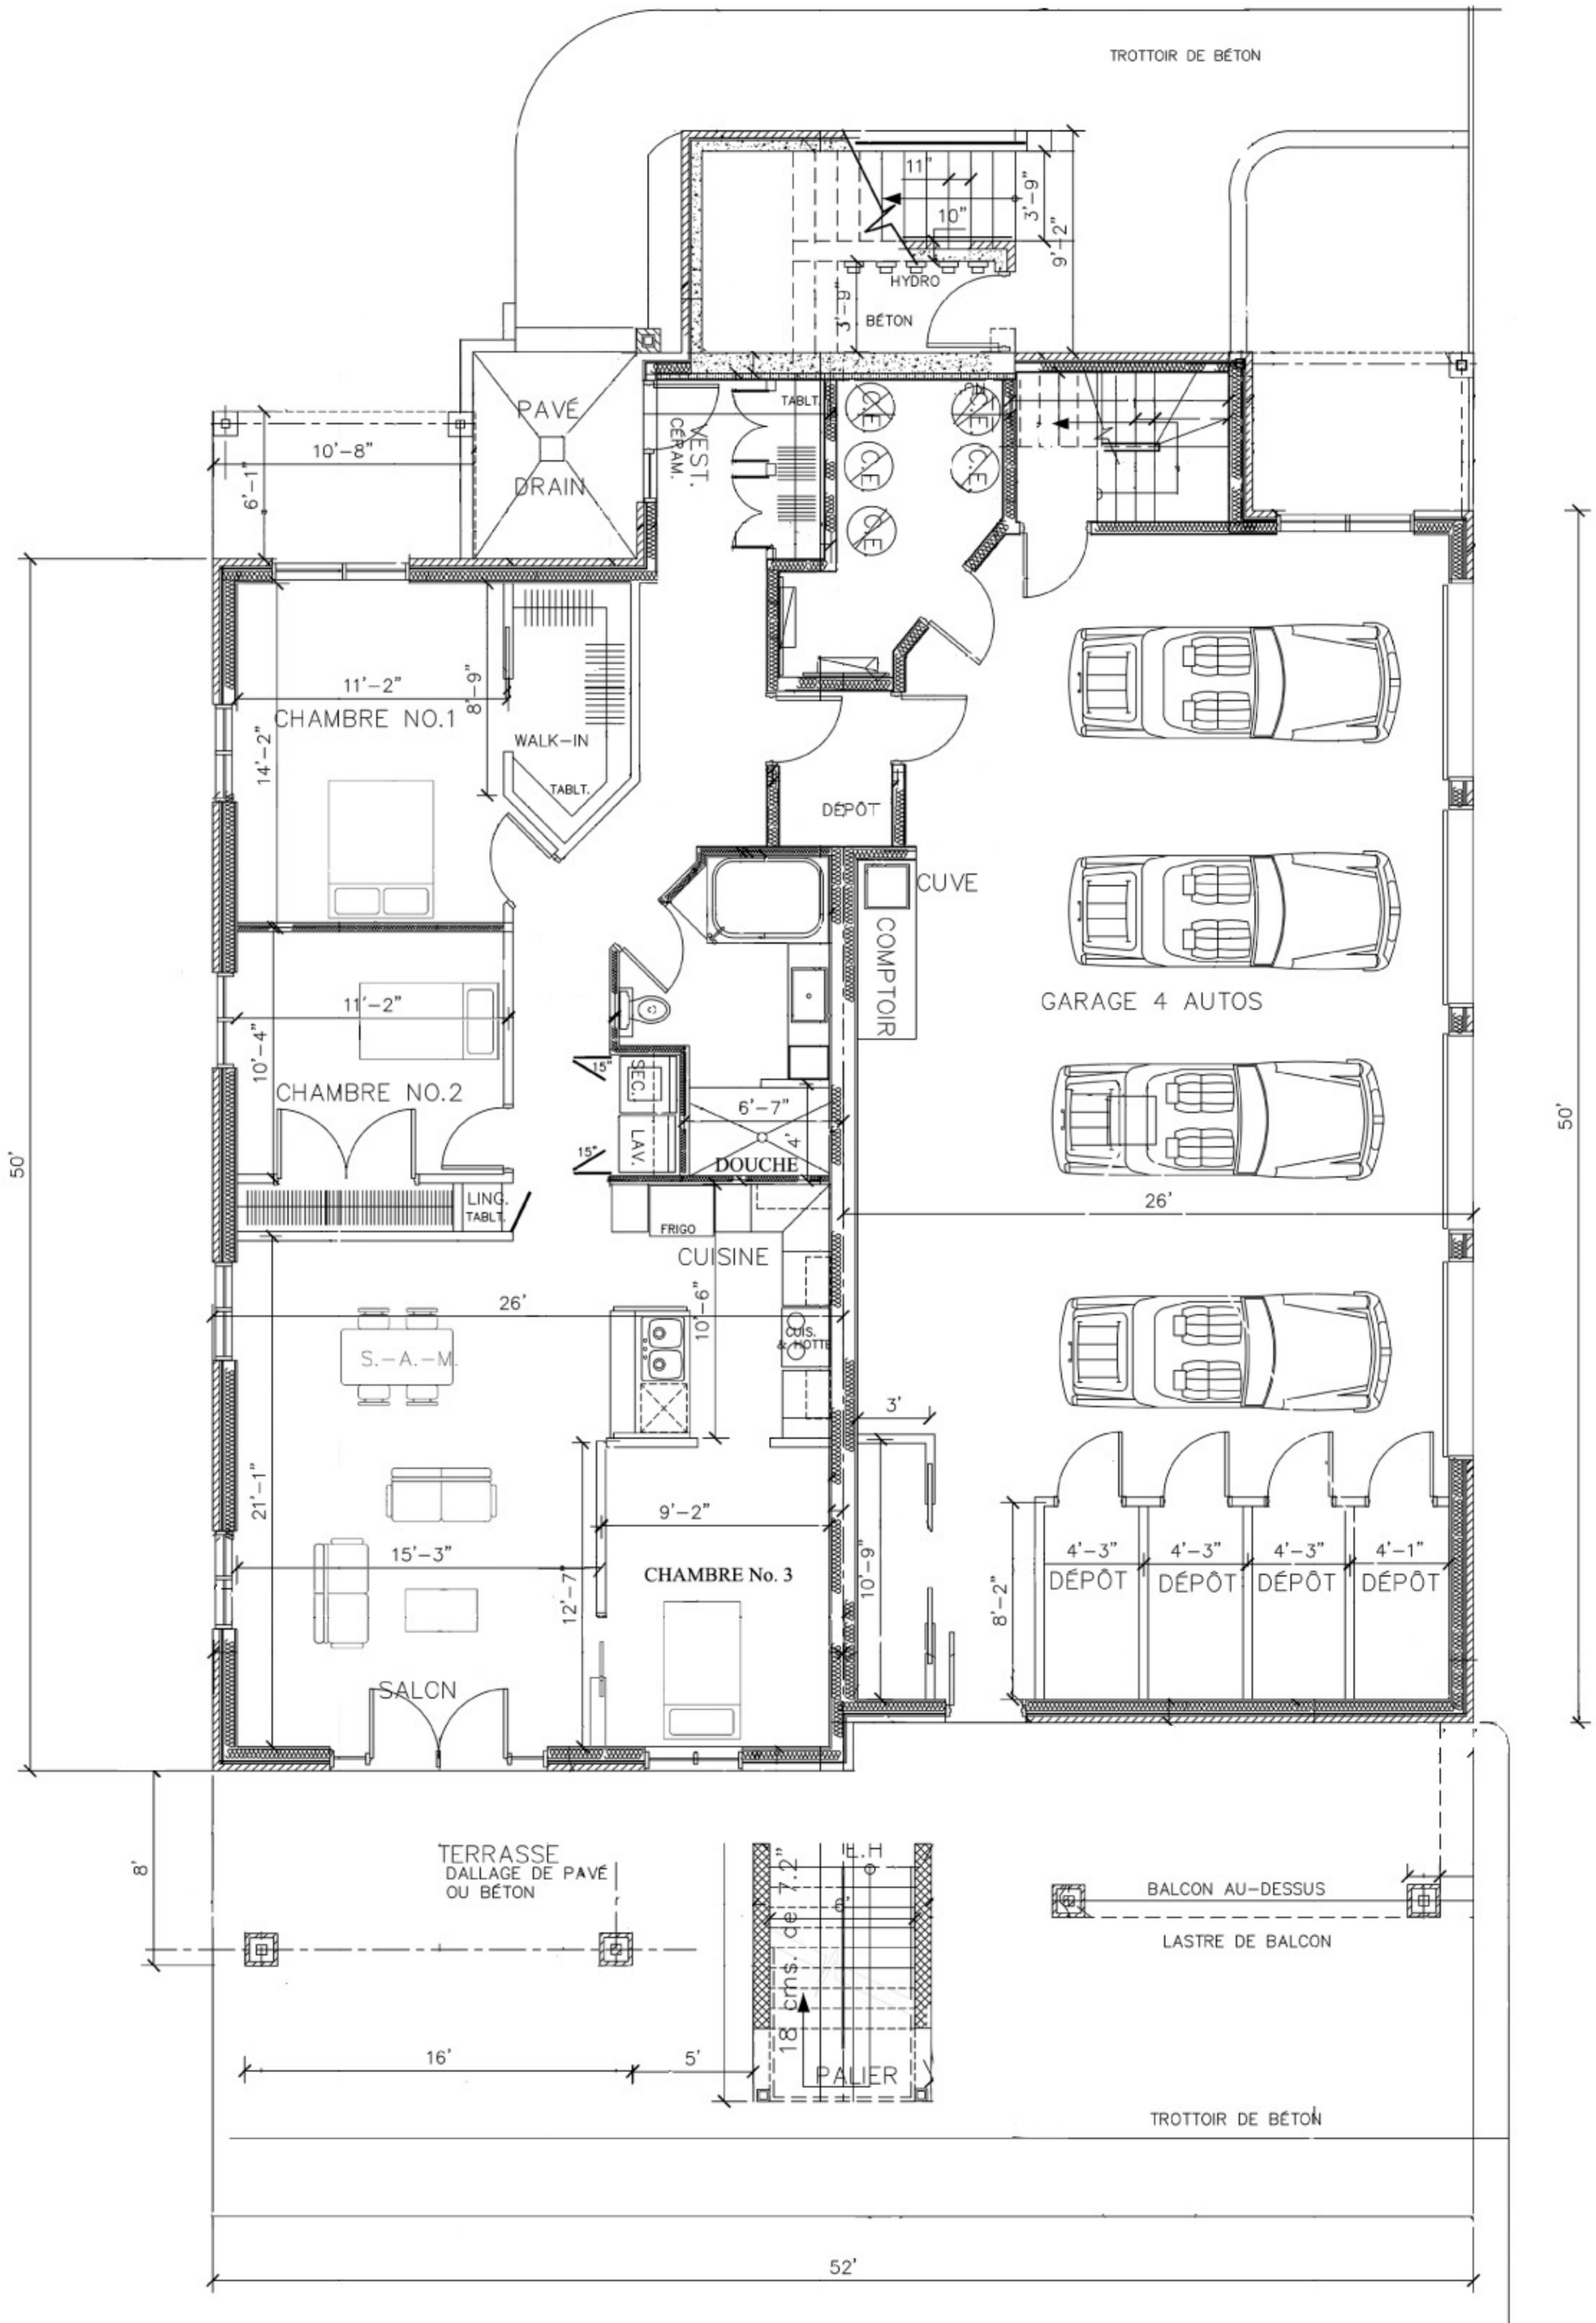 TROTTOIR DE BÉTON
11"
3'-9"
10"
9'-2"
HYDRO
3'-9"
BÉTON
TABLT.
PAVÉ
DRAIN
VEST.
CÉRAM.
C.E.
C.E.
C.E.
C.E.
C.E.
10'-8"
6'-1"
11'-2"
8'-9"
CHAMBRE NO.1
14'-2"
WALK-IN
TABLT.
DÉPÔT
CUVE
COMPTOIR
GARAGE 4 AUTOS
11'-2"
10'-4"
CHAMBRE NO.2
15"
SEC.
6'-7"
4'
LAV.
15"
DOUCHE
50'
50'
LING.
TABLT.
FRIGO
CUISINE
26'
26'
10'-6"
CUIS.
& HOTTE
S.-A.-M.
3'
21'-1"
9'-2"
15'-3"
12'-7"
CHAMBRE No. 3
10'-9"
8'-2"
4'-3"
4'-3"
4'-3"
4'-1"
DÉPÔT
DÉPÔT
DÉPÔT
DÉPÔT
SALON
8'
TERRASSE
DALLAGE DE PAVÉ
OU BÉTON
18 cms. de 7.2"
6'
BALCON AU-DESSUS
LASTRE DE BALCON
16'
5'
PALIER
TROTTOIR DE BÉTON
52'